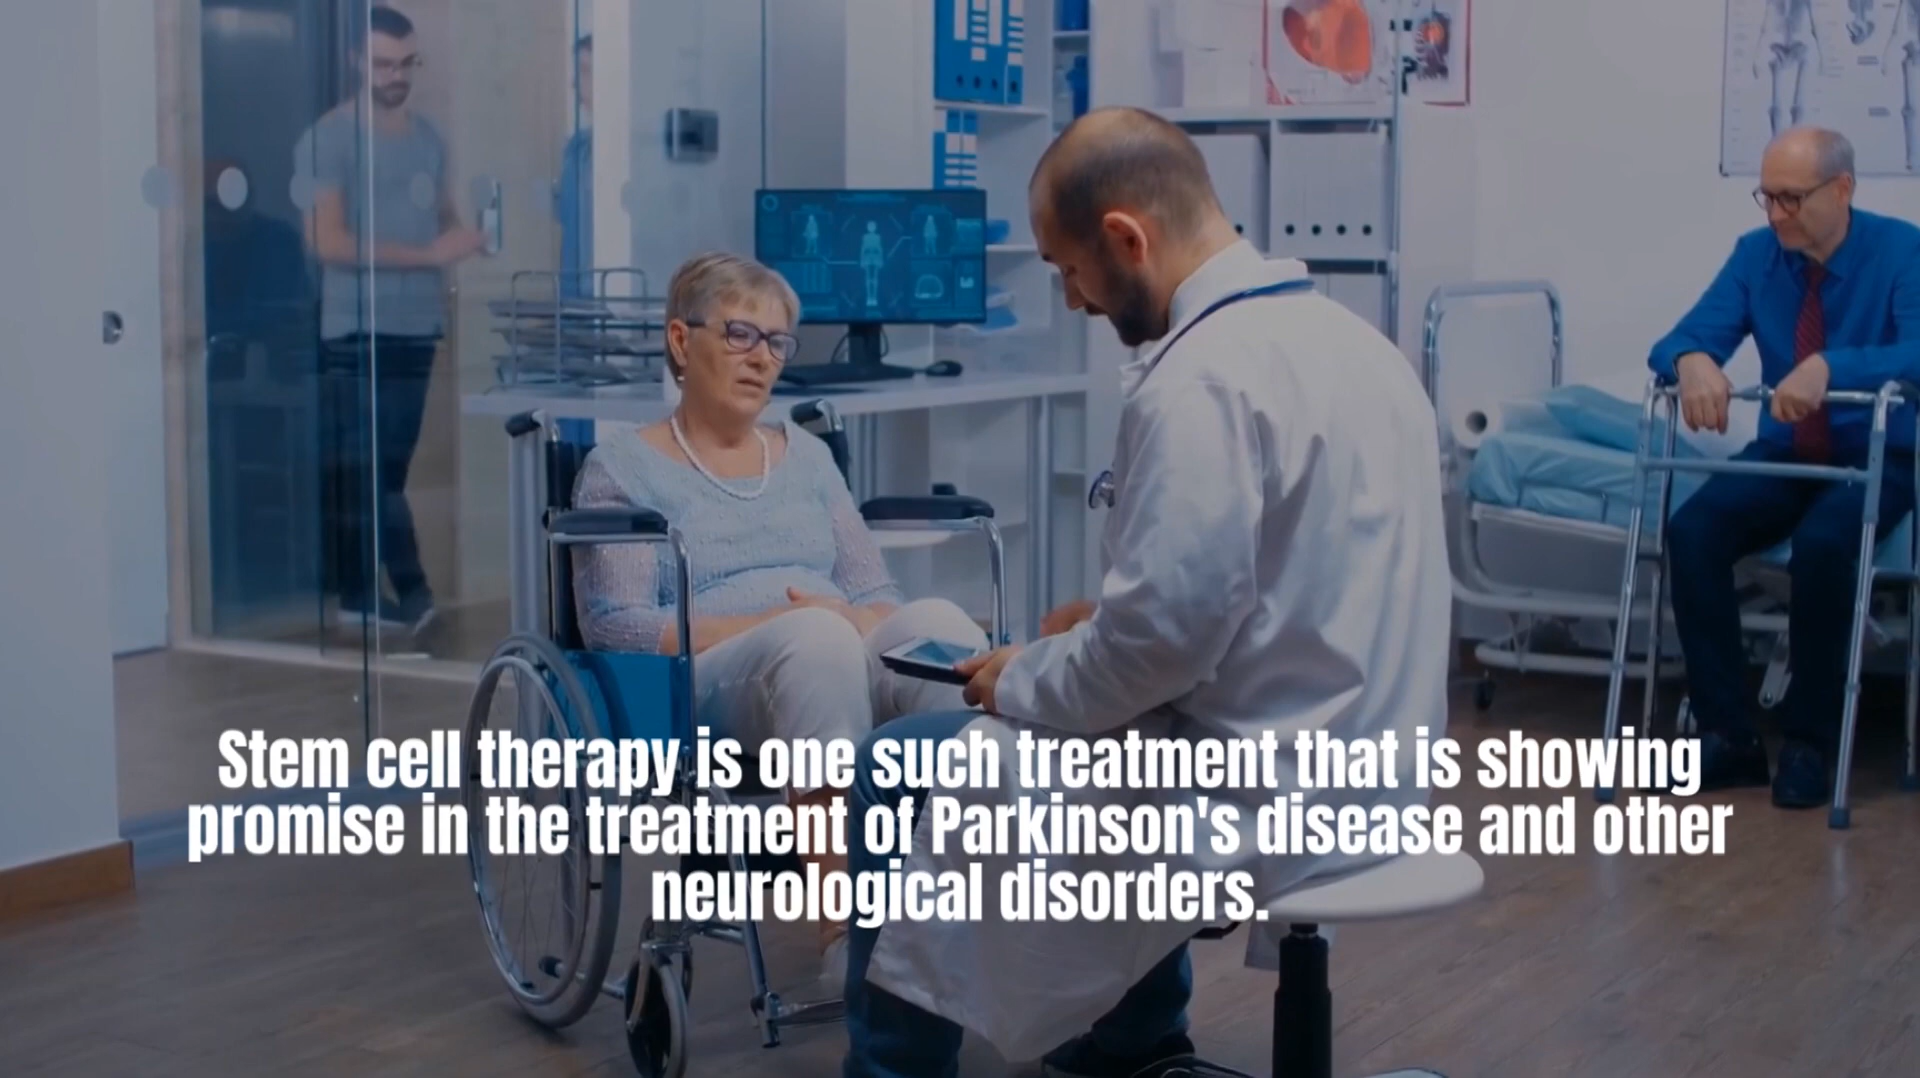 Stem cell therapy is one such treatment that is showing
promise in the treatment of Parkinson's disease and other
neurological disorders.